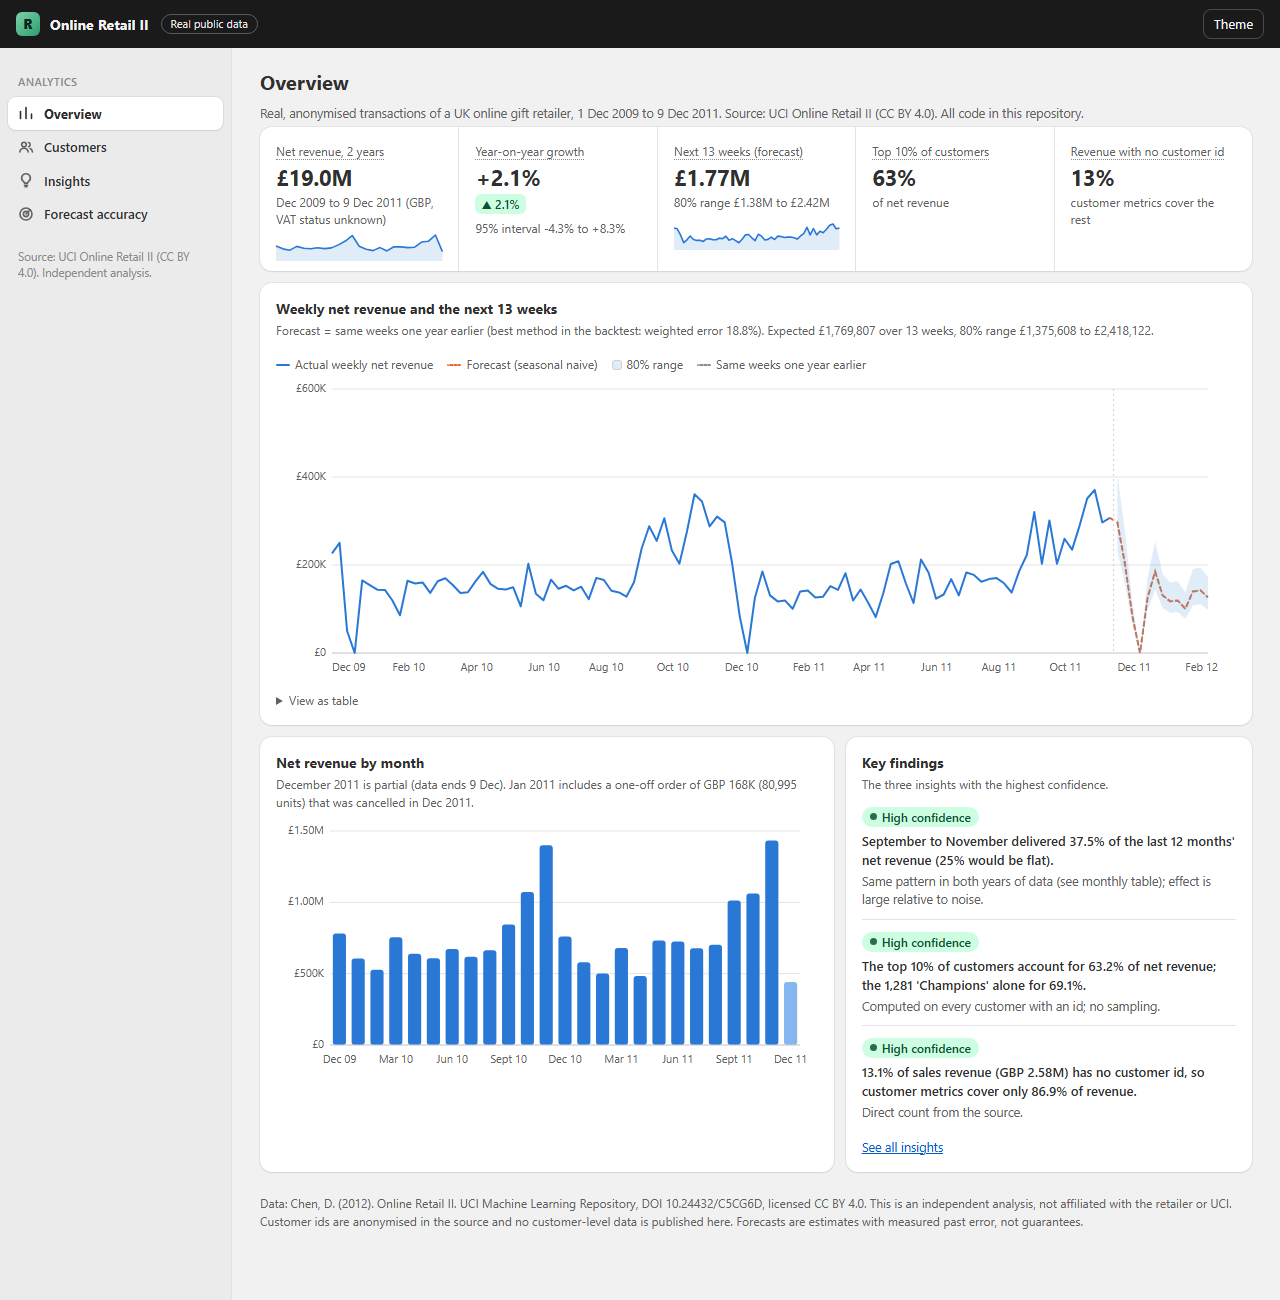 R
Online Retail II
Real public data
Theme
ANALYTICS
Overview
Customers
Insights
Forecast accuracy
Source: UCI Online Retail II (CC BY
4.0). Independent analysis.
Overview
Real, anonymised transactions of a UK online gift retailer, 1 Dec 2009 to 9 Dec 2011. Source: UCI Online Retail II (CC BY 4.0). All code in this repository.
Net revenue, 2 years
£19.0M
Dec 2009 to 9 Dec 2011 (GBP,
VAT status unknown)
Year-on-year growth
+2.1%
▲ 2.1%
95% interval -4.3% to +8.3%
Next 13 weeks (forecast)
£1.77M
80% range £1.38M to £2.42M
Top 10% of customers
63%
of net revenue
Revenue with no customer id
13%
customer metrics cover the
rest
Weekly net revenue and the next 13 weeks
Forecast = same weeks one year earlier (best method in the backtest: weighted error 18.8%). Expected £1,769,807 over 13 weeks, 80% range £1,375,608 to £2,418,122.
Actual weekly net revenue
Forecast (seasonal naive)
80% range
Same weeks one year earlier
£600K
£400K
£200K
£0
Dec 09
Feb 10
Apr 10
Jun 10
Aug 10
Oct 10
Dec 10
Feb 11
Apr 11
Jun 11
Aug 11
Oct 11
Dec 11
Feb 12
▶ View as table
Net revenue by month
December 2011 is partial (data ends 9 Dec). Jan 2011 includes a one-off order of GBP 168K (80,995
units) that was cancelled in Dec 2011.
£1.50M
£1.00M
£500K
£0
Dec 09
Mar 10
Jun 10
Sept 10
Dec 10
Mar 11
Jun 11
Sept 11
Dec 11
Key findings
The three insights with the highest confidence.
High confidence
September to November delivered 37.5% of the last 12 months'
net revenue (25% would be flat).
Same pattern in both years of data (see monthly table); effect is
large relative to noise.
High confidence
The top 10% of customers account for 63.2% of net revenue;
the 1,281 'Champions' alone for 69.1%.
Computed on every customer with an id; no sampling.
High confidence
13.1% of sales revenue (GBP 2.58M) has no customer id, so
customer metrics cover only 86.9% of revenue.
Direct count from the source.
See all insights
Data: Chen, D. (2012). Online Retail II. UCI Machine Learning Repository, DOI 10.24432/C5CG6D, licensed CC BY 4.0. This is an independent analysis, not affiliated with the retailer or UCI.
Customer ids are anonymised in the source and no customer-level data is published here. Forecasts are estimates with measured past error, not guarantees.